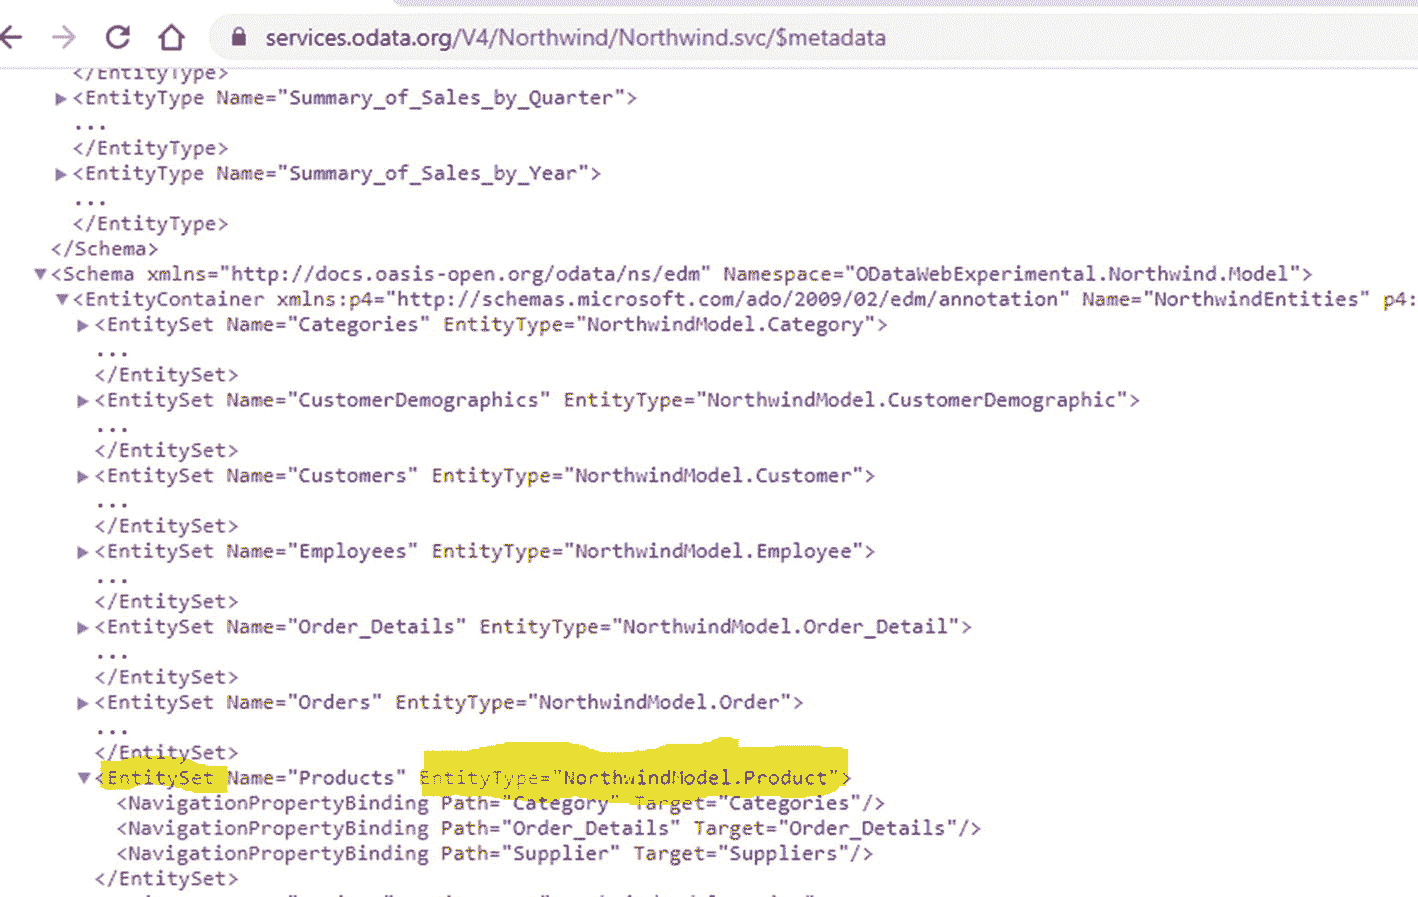 services.odata.org/V4/Northwind/Northwind.svc/$metadata
</EntityType>
<EntityType Name="Summary_of_Sales_by_Quarter">
...
</EntityType>
<EntityType Name="Summary_of_Sales_by_Year">
...
</EntityType>
</Schema>
<Schema xmlns="http://docs.oasis-open.org/odata/ns/edm" Namespace="ODataWebExperimental.Northwind.Model">
<EntityContainer xmlns:p4="http://schemas.microsoft.com/ado/2009/02/edm/annotation" Name="NorthwindEntities" p4:
<EntitySet Name="Categories" EntityType="NorthwindModel.Category">
...
</EntitySet>
<EntitySet Name="CustomerDemographics" EntityType="NorthwindModel.CustomerDemographic">
...
</EntitySet>
<EntitySet Name="Customers" EntityType="NorthwindModel.Customer">
...
</EntitySet>
<EntitySet Name="Employees" EntityType="NorthwindModel.Employee">
...
</EntitySet>
<EntitySet Name="Order_Details" EntityType="NorthwindModel.Order_Detail">
...
</EntitySet>
<EntitySet Name="Orders" EntityType="NorthwindModel.Order">
...
</EntitySet>
<EntitySet Name="Products" EntityType="NorthwindModel.Product">
<NavigationPropertyBinding Path="Category" Target="Categories"/>
<NavigationPropertyBinding Path="Order_Details" Target="Order_Details"/>
<NavigationPropertyBinding Path="Supplier" Target="Suppliers"/>
</EntitySet>